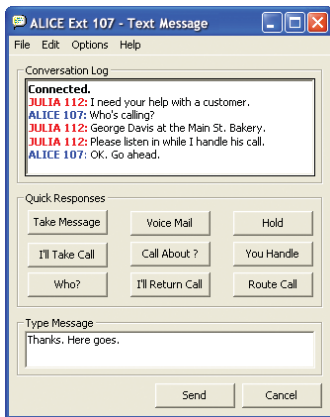 ALICE Ext 107 - Text Message
File Edit Options Help
Conversation Log
Connected.
JULIA 112: I need your help with a customer.
ALICE 107: Who's calling?
JULIA 112: George Davis at the Main St. Bakery.
JULIA 112: Please listen in while I handle his call.
ALICE 107: OK. Go ahead.
Quick Responses
Take Message Voice Mail Hold
I'll Take Call Call About ? You Handle
Who? I'll Return Call Route Call
Type Message
Thanks. Here goes.
Send Cancel